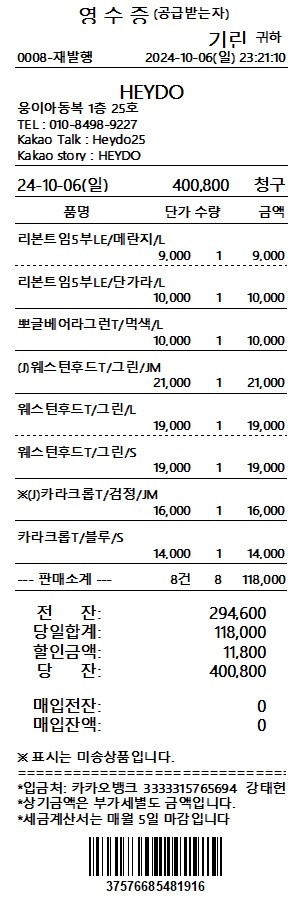 영 수 증 (공급받는자)
기린 귀하
0008-재발행 2024-10-06(일) 23:21:10
HEYDO
웅이아동복 1층 25호
TEL : 010-8498-9227
Kakao Talk : Heydo25
Kakao story : HEYDO
24-10-06(일) 400,800 청구
품명 단가 수량 금액
리본트임5부LE/메란지/L
9,000 1 9,000
리본트임5부LE/단가라/L
10,000 1 10,000
뽀글베어라그런T/먹색/L
10,000 1 10,000
(J)웨스턴후드T/그린/JM
21,000 1 21,000
웨스턴후드T/그린/L
19,000 1 19,000
웨스턴후드T/그린/S
19,000 1 19,000
※(J)카라크롭T/검정/JM
16,000 1 16,000
카라크롭T/블루/S
14,000 1 14,000
--- 판매소계 --- 8건 8 118,000
전 잔: 294,600
당일합계: 118,000
할인금액: 11,800
당 잔: 400,800
매입전잔: 0
매입잔액: 0
※ 표시는 미송상품입니다.
==============================
*입금처: 카카오뱅크 3333315765694 강태헌
*상기금액은 부가세별도 금액입니다.
*세금계산서는 매월 5일 마감입니다
37576685481916